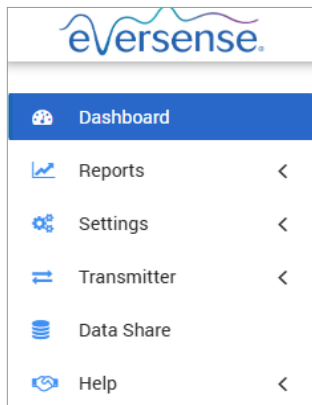 eversense.
Dashboard
Reports
Settings
Transmitter
Data Share
Help